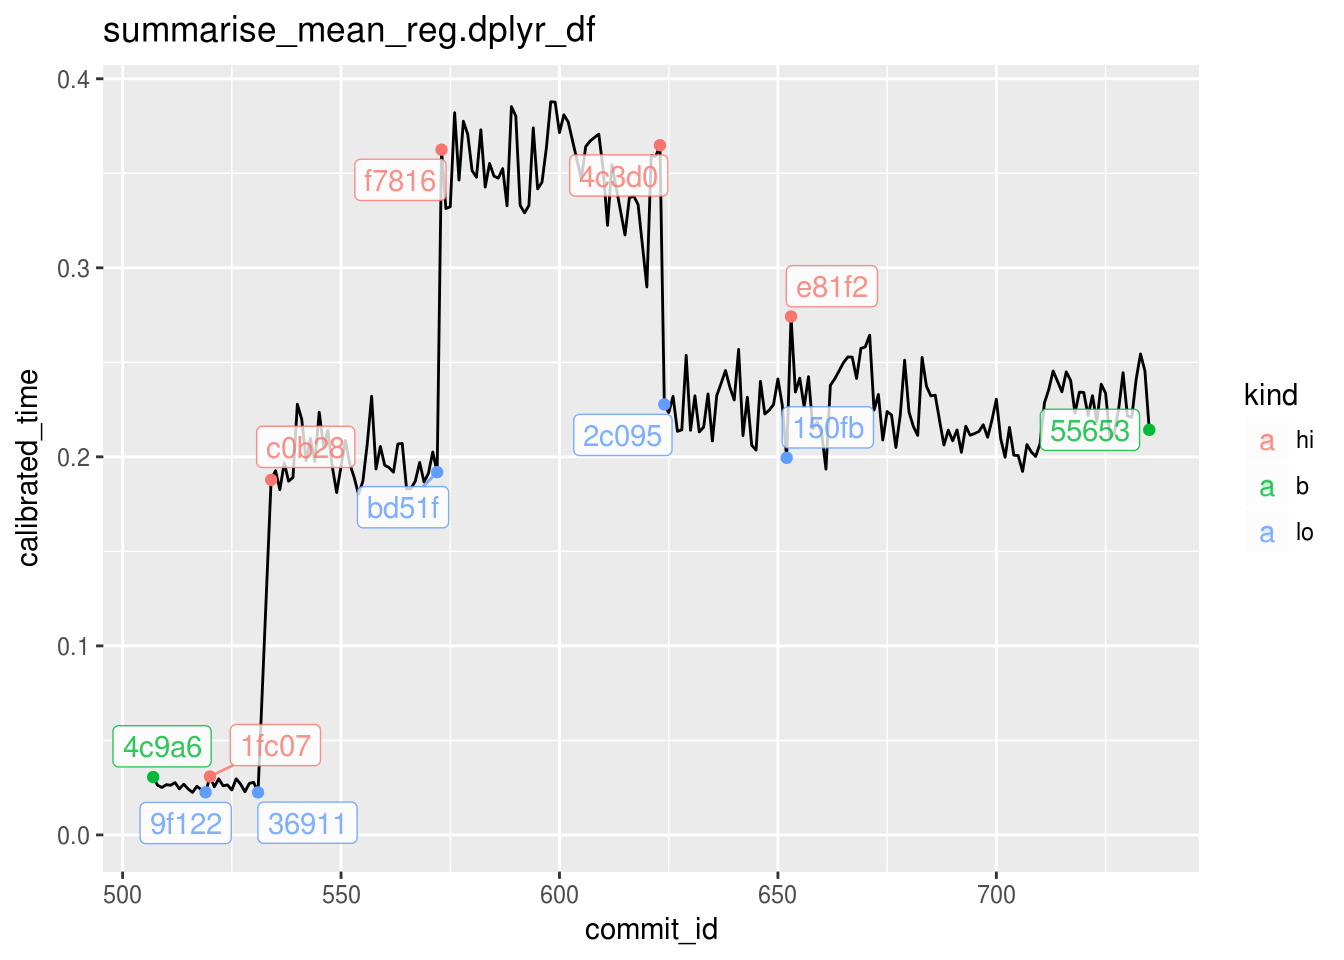 summarise_mean_reg.dplyr_df
0.4
0.3
0.2
0.1
0.0
calibrated_time
f7816
4c3d0
e81f2
c0b28
2c095
150fb
55653
bd51f
4c9a6
1fc07
9f122
36911
500
550
600
650
700
commit_id
kind
a hi
a b
a lo